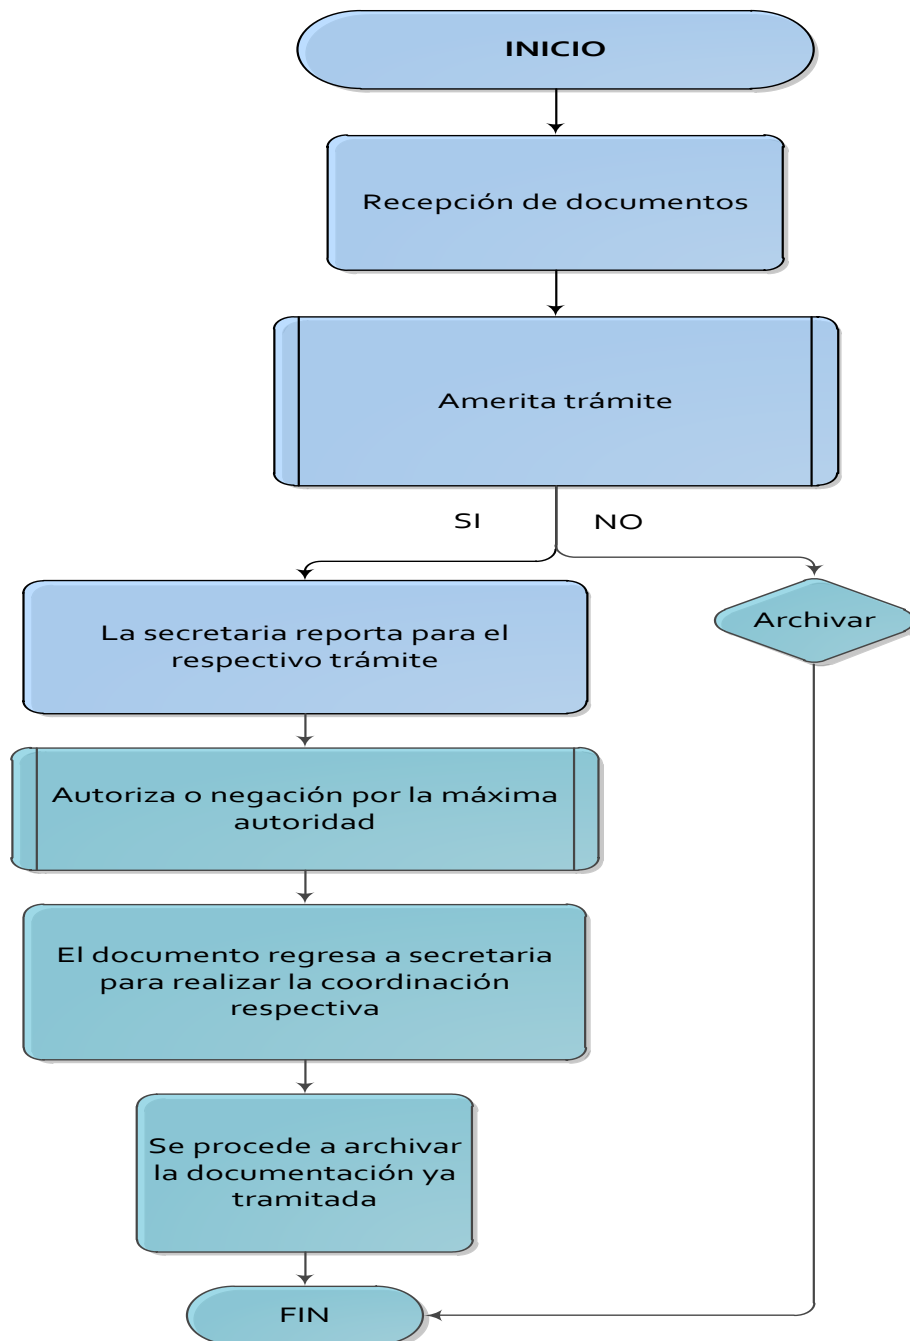 INICIO
Recepción de documentos
Amerita trámite
SI
NO
La secretaria reporta para el
respectivo trámite
Archivar
Autoriza o negación por la máxima
autoridad
El documento regresa a secretaria
para realizar la coordinación
respectiva
Se procede a archivar
la documentación ya
tramitada
FIN